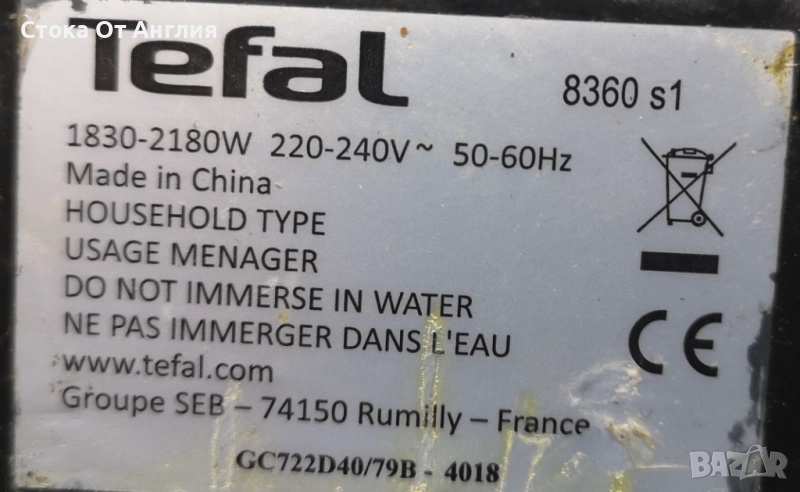 Стока От Англия
Tefal
8360 s1
1830-2180W 220-240V~ 50-60Hz
Made in China
HOUSEHOLD TYPE
USAGE MENAGER
DO NOT IMMERSE IN WATER
NE PAS IMMERGER DANS L'EAU
www.tefal.com
Groupe SEB – 74150 Rumilly – France
GC722D40/79B - 4018
CE
BAZAR